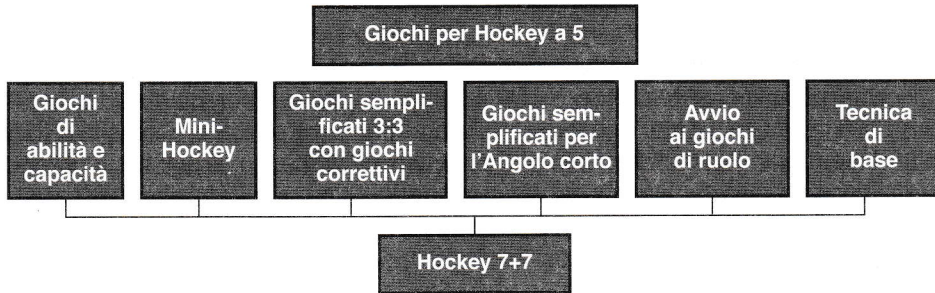 Giochi per Hockey a 5
Giochi
di
abilità e
capacità
Mini-
Hockey
Giochi sempli-
ficati 3:3
con giochi
correttivi
Giochi sem-
plificati per
l'Angolo corto
Avvio
ai giochi
di ruolo
Tecnica
di
base
Hockey 7+7